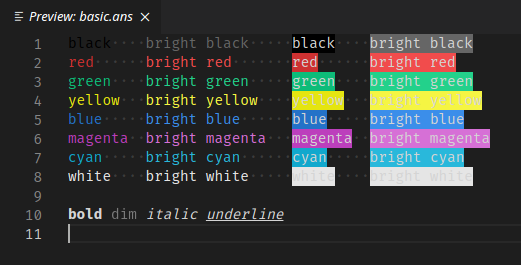 Preview: basic.ans
1 black bright black black bright black
2 red bright red red bright red
3 green bright green green bright green
4 yellow bright yellow yellow bright yellow
5 blue bright blue blue bright blue
6 magenta bright magenta magenta bright magenta
7 cyan bright cyan cyan bright cyan
8 white bright white white bright white
9
10 bold dim italic underline
11